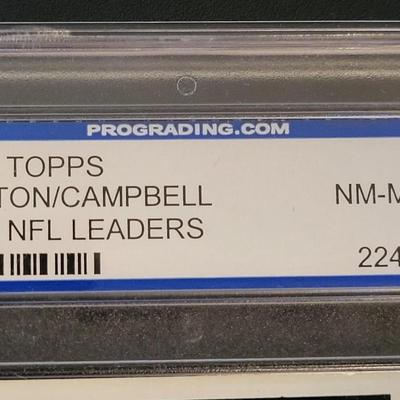 PROGRADING.COM
TOPPS
TON/CAMPBELL NM-M
NFL LEADERS
224